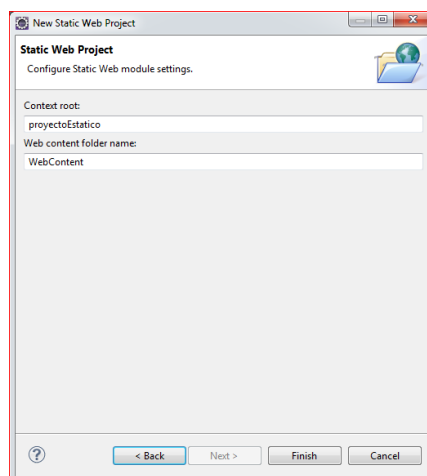 New Static Web Project
Static Web Project
Configure Static Web module settings.
Context root:
proyectoEstatico
Web content folder name:
WebContent
? < Back Next > Finish Cancel